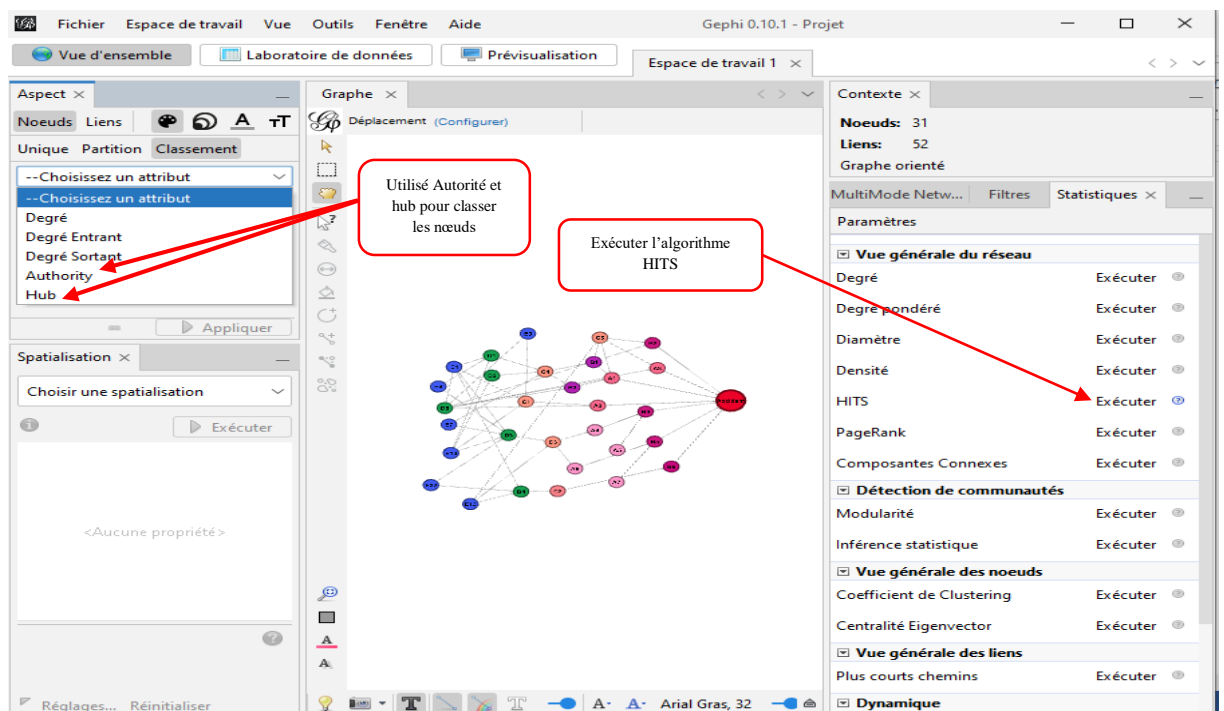 Fichier Espace de travail Vue Outils Fenêtre Aide Gephi 0.10.1 - Projet
Vue d'ensemble Laboratoire de données Prévisualisation Espace de travail 1
Aspect
Noeuds Liens
Unique Partition Classement
--Choisissez un attribut
--Choisissez un attribut
Degré
Degré Entrant
Degré Sortant
Authority
Hub
Appliquer
Spatialisation
Choisir une spatialisation
Exécuter
<Aucune propriété>
Réglages... Réinitialiser
Graphe
Déplacement (Configurer)
Utilisé Autorité et
hub pour classer
les nœuds
Exécuter l'algorithme
HITS
Arial Gras, 32
Contexte
Noeuds: 31
Liens: 52
Graphe orienté
MultiMode Netw... Filtres Statistiques
Paramètres
Vue générale du réseau
Degré Exécuter
Degré pondéré Exécuter
Diamètre Exécuter
Densité Exécuter
HITS Exécuter
PageRank Exécuter
Composantes Connexes Exécuter
Détection de communautés
Modularité Exécuter
Inférence statistique Exécuter
Vue générale des noeuds
Coefficient de Clustering Exécuter
Centralité Eigenvector Exécuter
Vue générale des liens
Plus courts chemins Exécuter
Dynamique